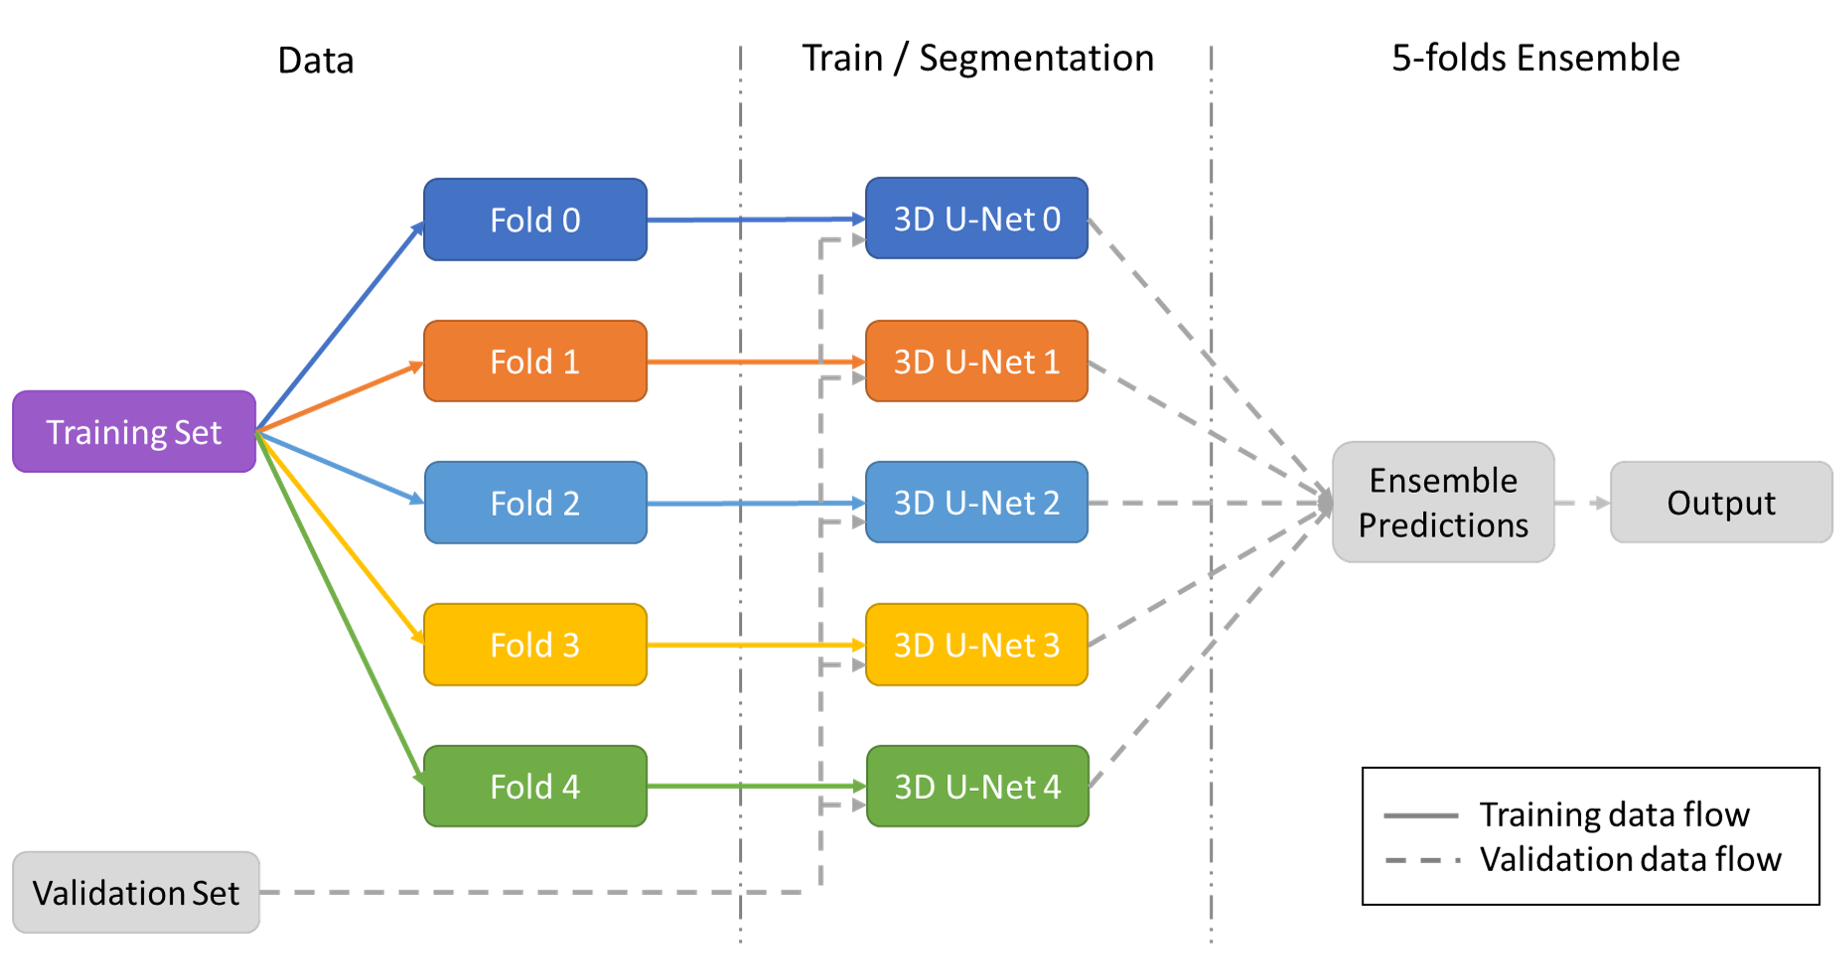 Data
Train / Segmentation
5-folds Ensemble
Fold 0
3D U-Net 0
Fold 1
3D U-Net 1
Training Set
Fold 2
3D U-Net 2
Ensemble
Predictions
Output
Fold 3
3D U-Net 3
Fold 4
3D U-Net 4
Training data flow
Validation data flow
Validation Set